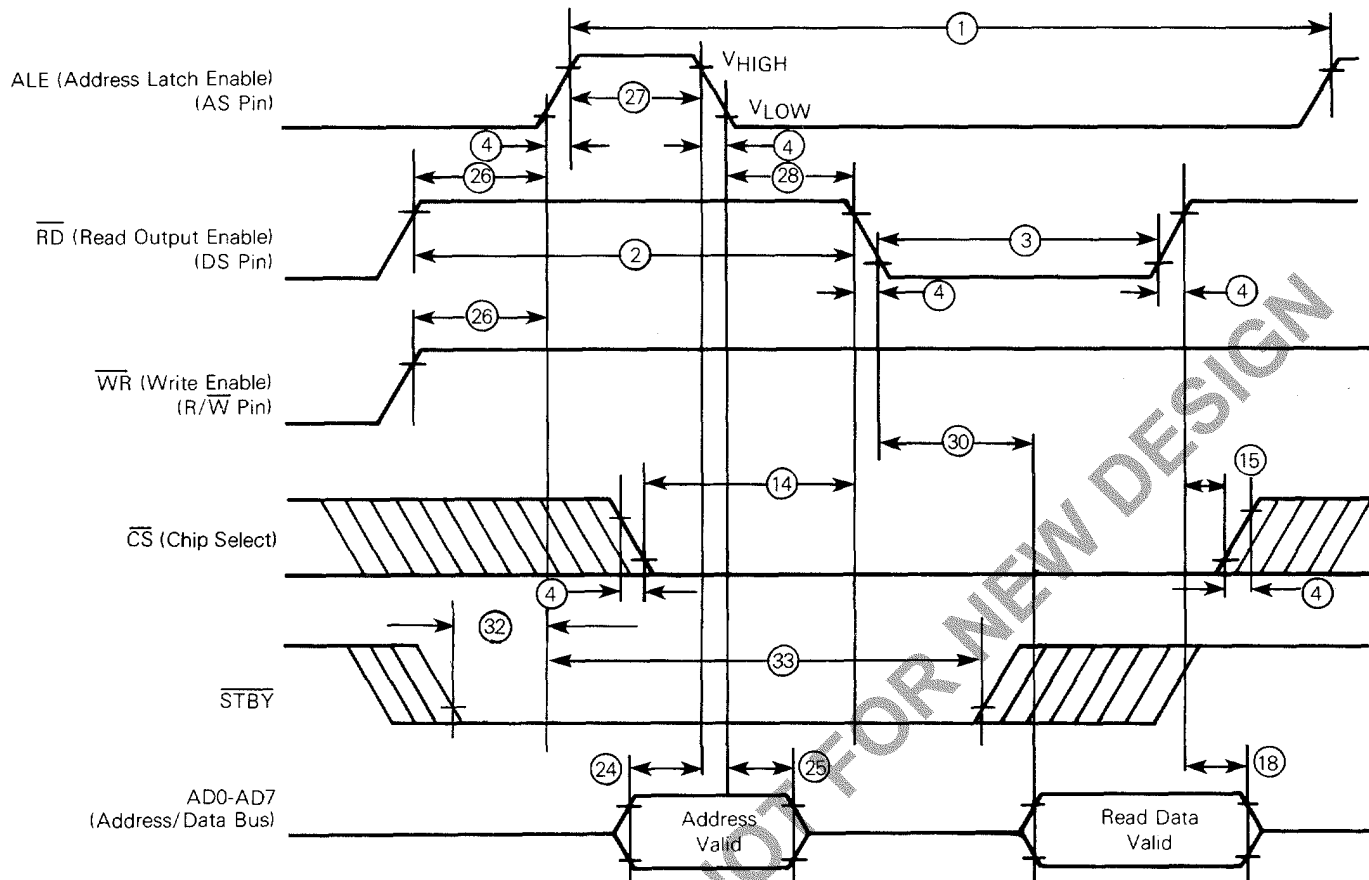 1
ALE (Address Latch Enable)
(AS Pin)
VHIGH
27
VLOW
4
4
26
28
RD (Read Output Enable)
(DS Pin)
2
3
4
4
26
WR (Write Enable)
(R/W Pin)
30
14
15
CS (Chip Select)
4
4
32
33
STBY
24
25
18
AD0-AD7
(Address/Data Bus)
Address
Valid
Read Data
Valid
NOT FOR NEW DESIGN